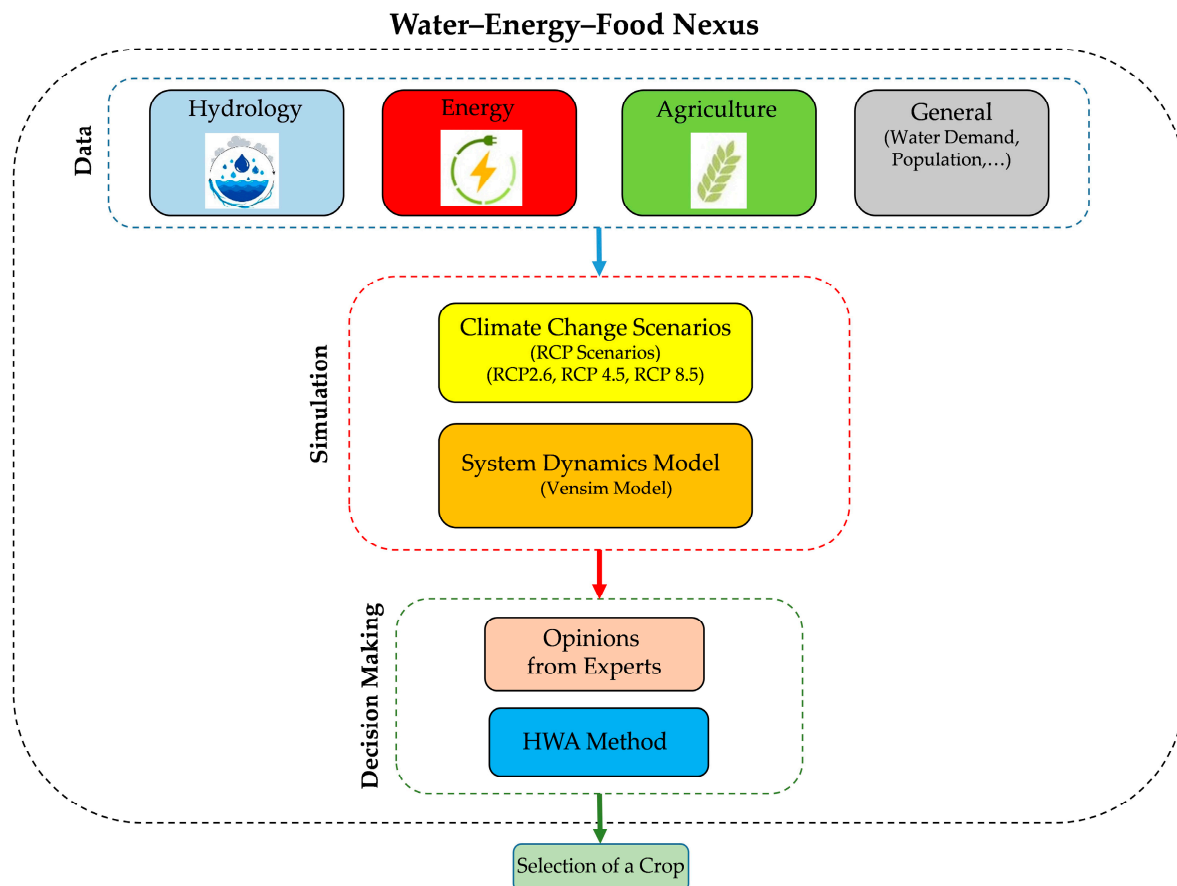 Water–Energy–Food Nexus
Data
Hydrology
Energy
Agriculture
General
(Water Demand,
Population,...)
Simulation
Climate Change Scenarios
(RCP Scenarios)
(RCP2.6, RCP 4.5, RCP 8.5)
System Dynamics Model
(Vensim Model)
Decision Making
Opinions
from Experts
HWA Method
Selection of a Crop